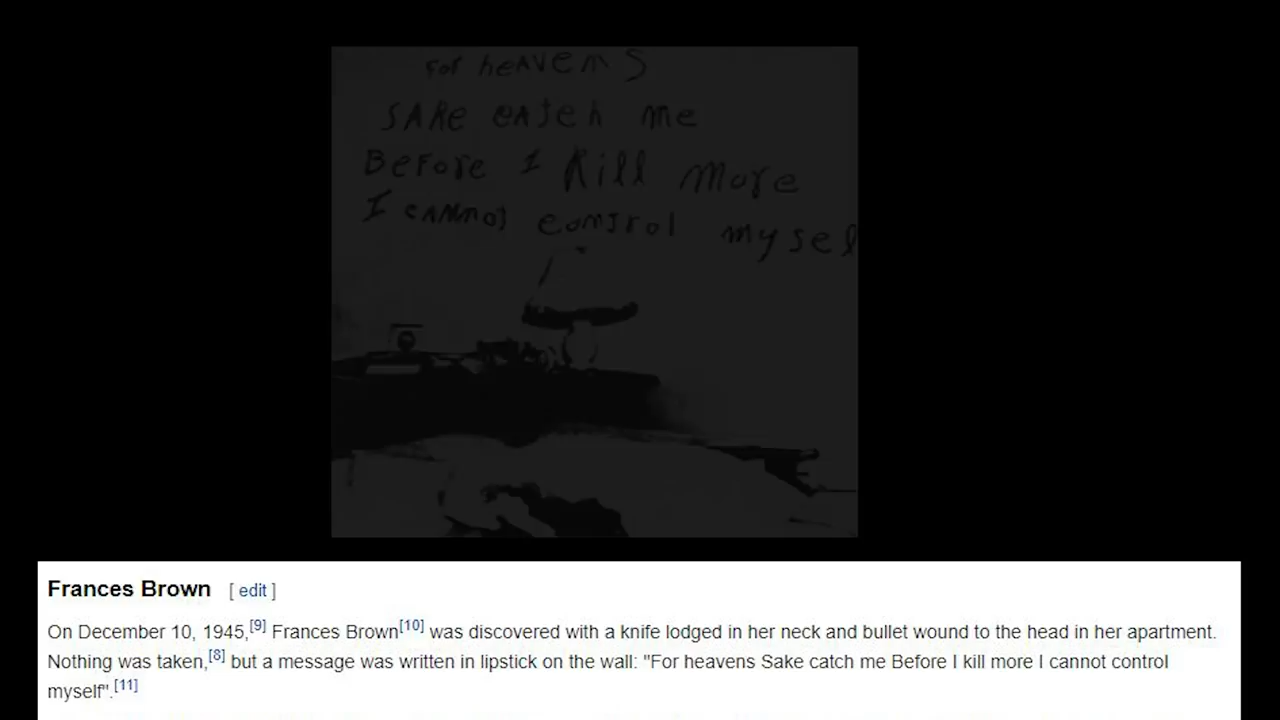 For heavens
SAKe cATch me
BeFore I Kill More
I cAnnot conTrol mysel
Frances Brown [ edit ]
On December 10, 1945,[9] Frances Brown[10] was discovered with a knife lodged in her neck and bullet wound to the head in her apartment.
Nothing was taken,[8] but a message was written in lipstick on the wall: "For heavens Sake catch me Before I kill more I cannot control
myself".[11]